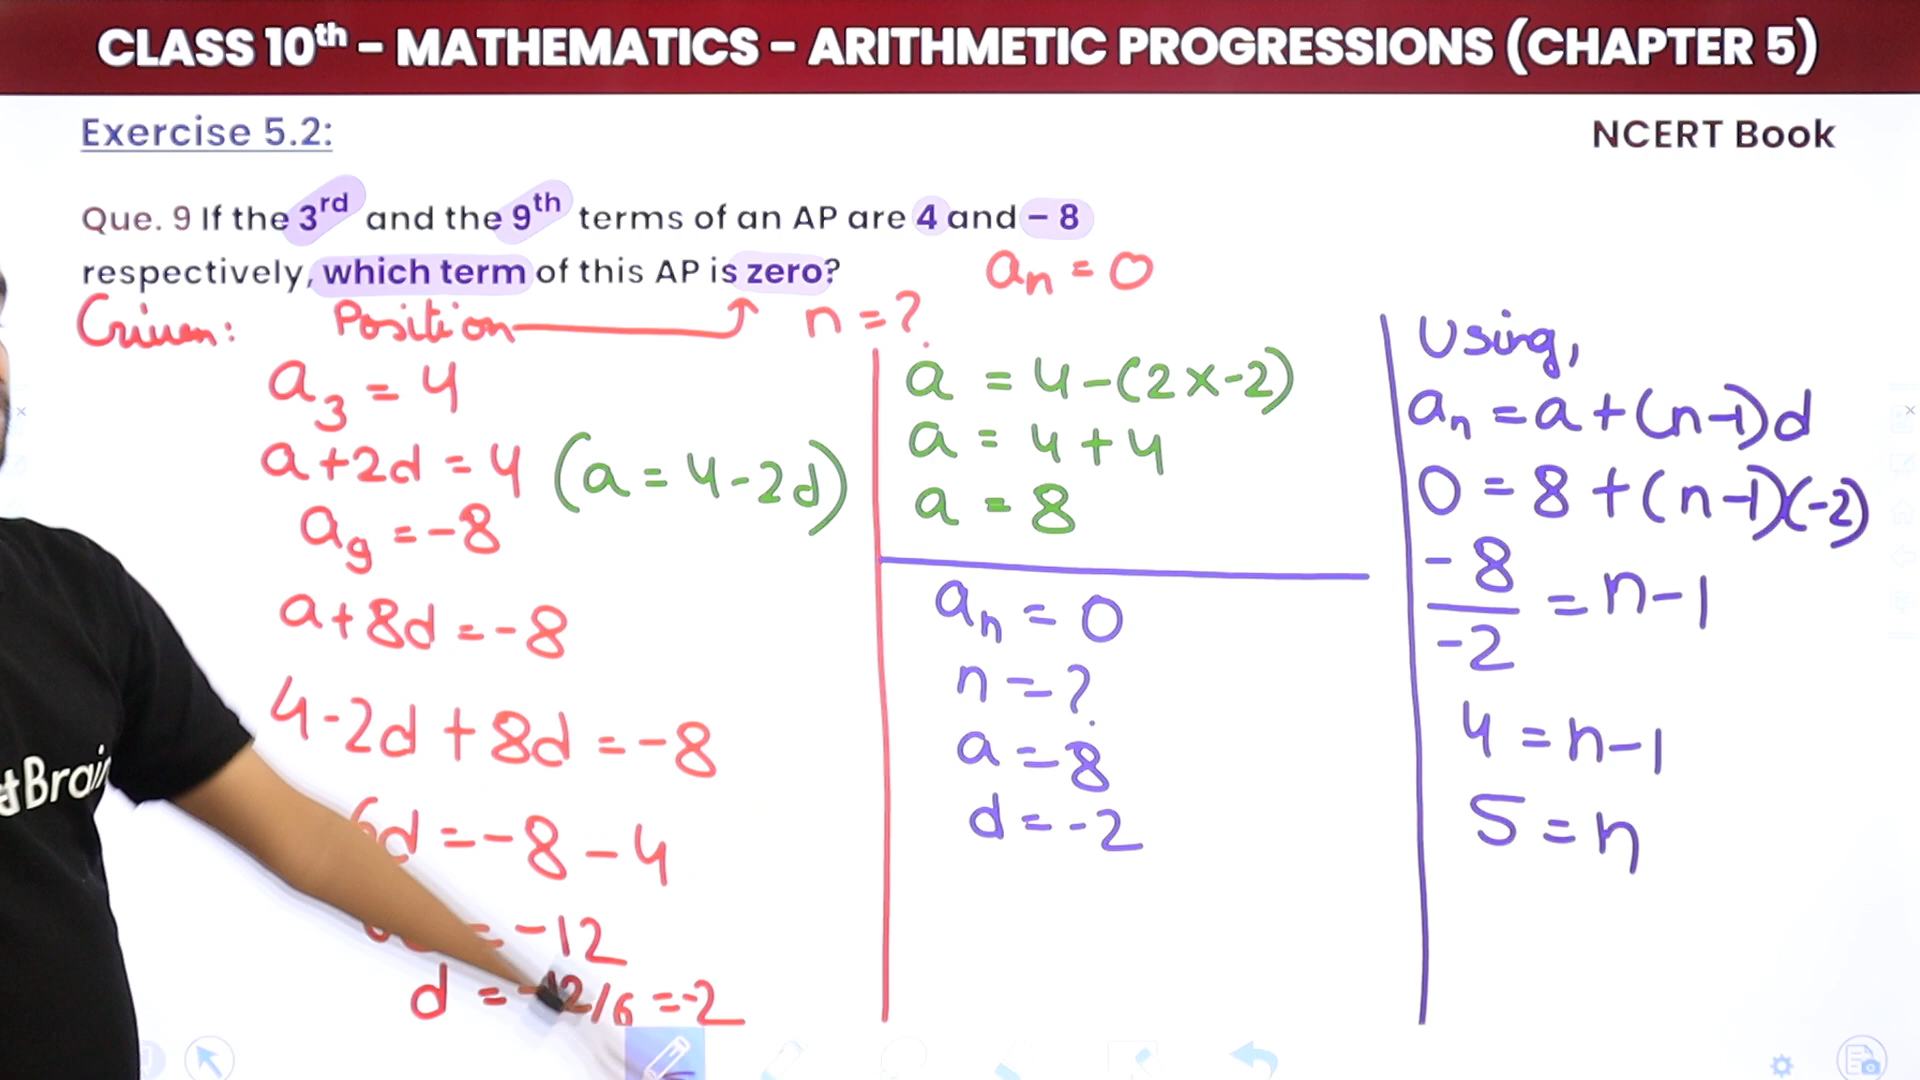 CLASS 10th – MATHEMATICS – ARITHMETIC PROGRESSIONS (CHAPTER 5)
Exercise 5.2:
NCERT Book
Que. 9 If the 3rd and the 9th terms of an AP are 4 and – 8
respectively, which term of this AP is zero?
an = 0
Given: Position n = ?
a3 = 4
a+2d = 4 (a = 4-2d)
a9 = -8
a+8d = -8
4-2d + 8d = -8
6d = -8 - 4
= -12
d = -12/6 = -2
a = 4-(2x-2)
a = 4+4
a = 8
an = 0
n = ?
a = 8
d = -2
Using,
an = a+(n-1)d
0 = 8+(n-1)(-2)
-8/-2 = n-1
4 = n-1
5 = n